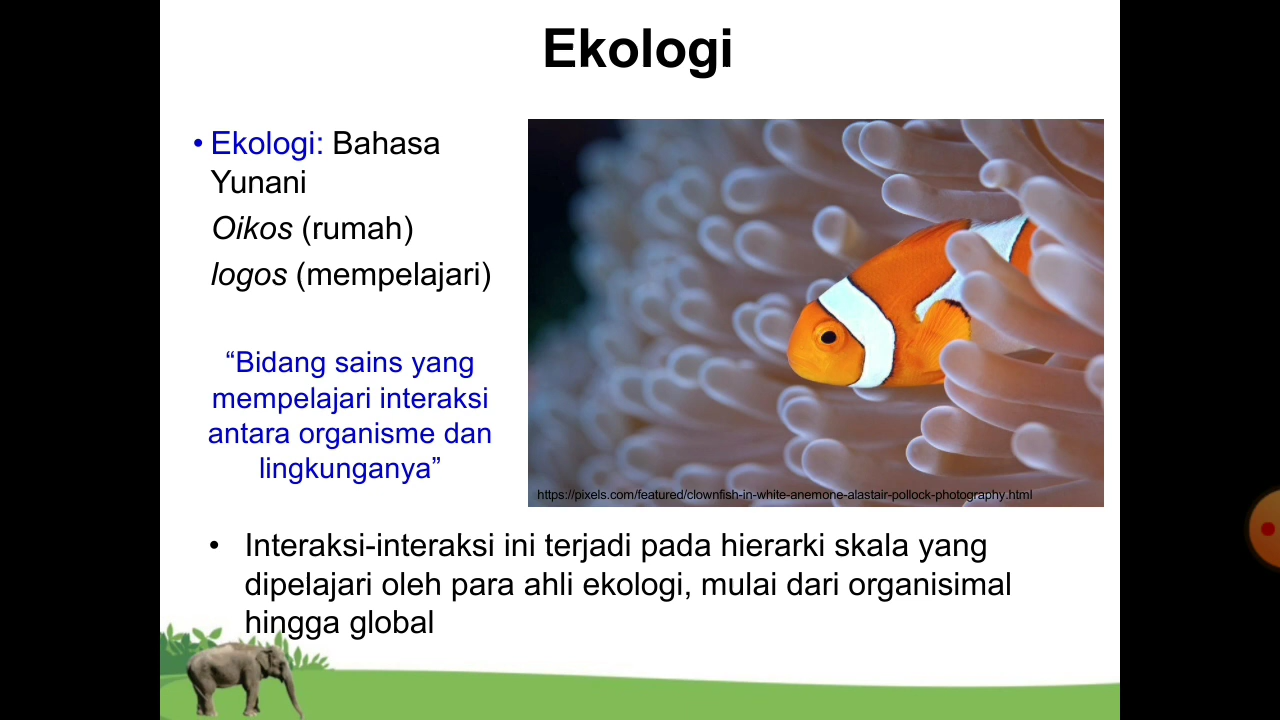 Ekologi
• Ekologi: Bahasa
Yunani
Oikos (rumah)
logos (mempelajari)
“Bidang sains yang
mempelajari interaksi
antara organisme dan
lingkunganya”
https://pixels.com/featured/clownfish-in-white-anemone-alastair-pollock-photography.html
• Interaksi-interaksi ini terjadi pada hierarki skala yang
dipelajari oleh para ahli ekologi, mulai dari organisimal
hingga global